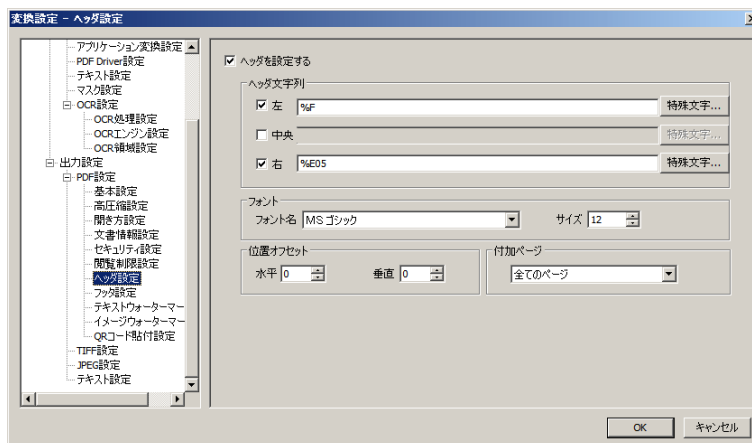 変換設定 - ヘッダ設定
アプリケーション変換設定
PDF Driver設定
テキスト設定
マスク設定
OCR設定
OCR処理設定
OCRエンジン設定
OCR領域設定
出力設定
PDF設定
基本設定
高圧縮設定
開き方設定
文書情報設定
セキュリティ設定
閲覧制限設定
ヘッダ設定
フッタ設定
テキストウォーターマー
イメージウォーターマー
QRコード貼付設定
TIFF設定
JPEG設定
テキスト設定
ヘッダを設定する
ヘッダ文字列
左 %F 特殊文字...
中央 特殊文字...
右 %E05 特殊文字...
フォント
フォント名 MS ゴシック サイズ 12
位置オフセット 付加ページ
水平 0 垂直 0 全てのページ
OK キャンセル